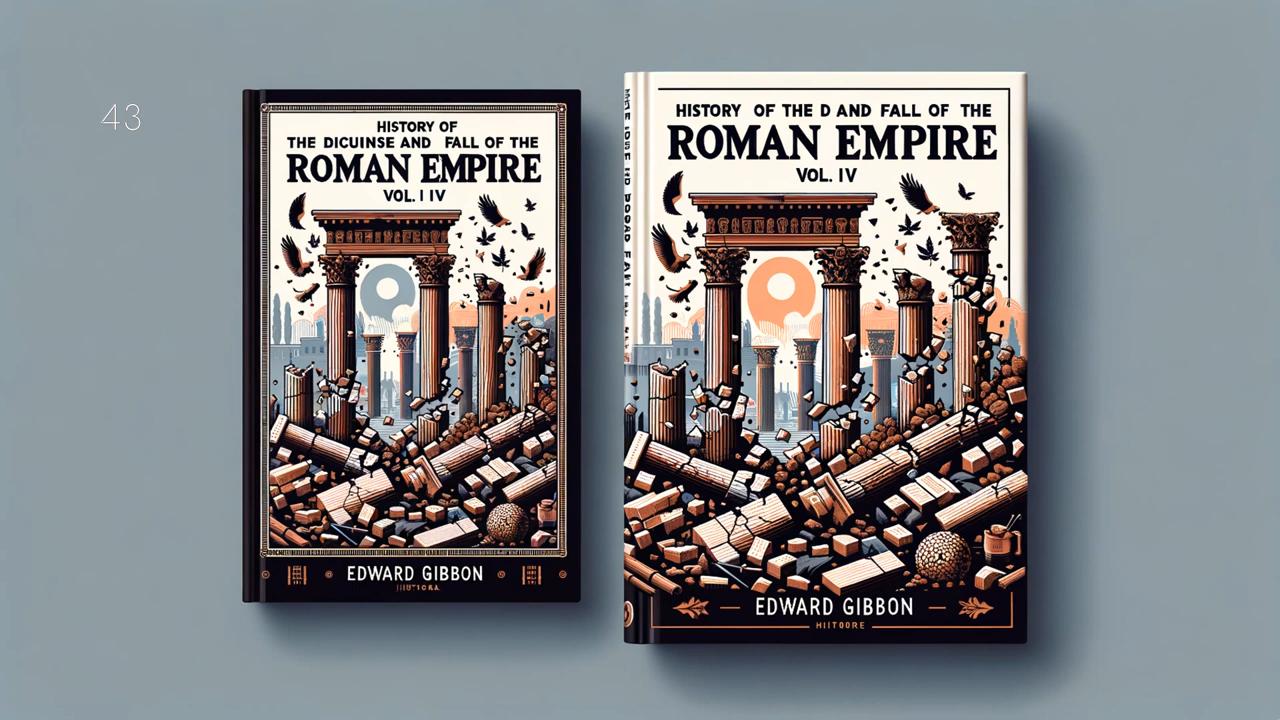 43
HISTORY OF
THE DICUINSE AND FALL OF THE
ROMAN EMPIRE
VOL. I IV
EDWARD GIBBON
HISTORY OF THE D AND FALL OF THE
ROMAN EMPIRE
VOL. IV
EDWARD GIBBON
HIITOORE